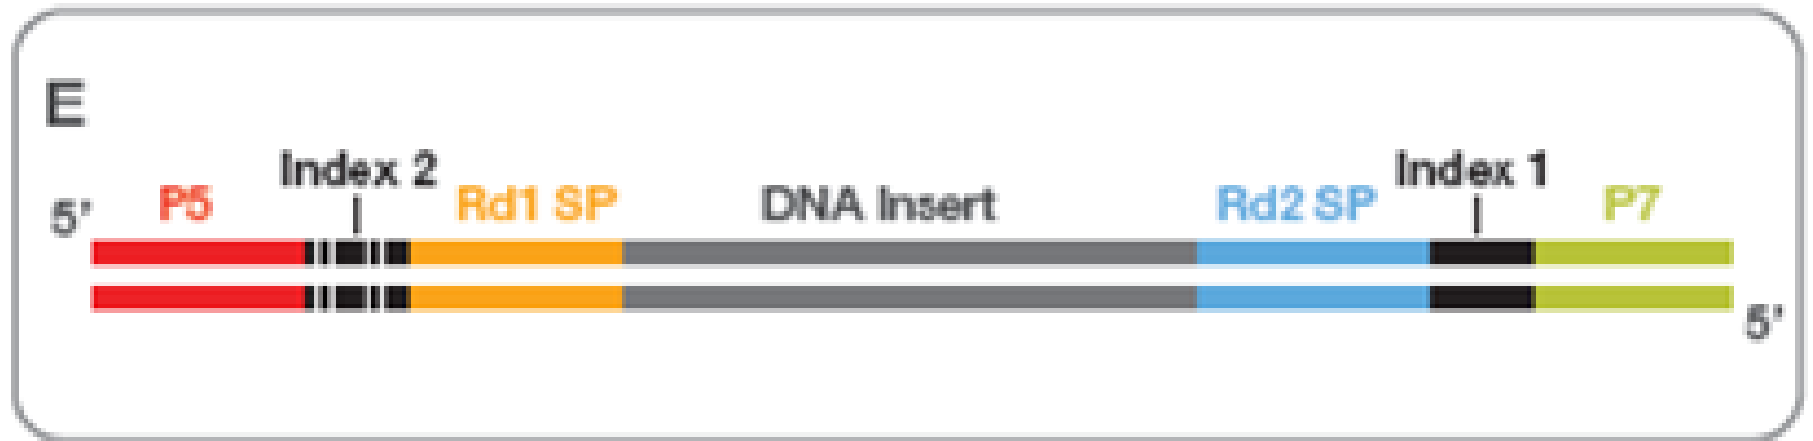 E
Index 2 Index 1
5' P5 Rd1 SP DNA Insert Rd2 SP P7
5'